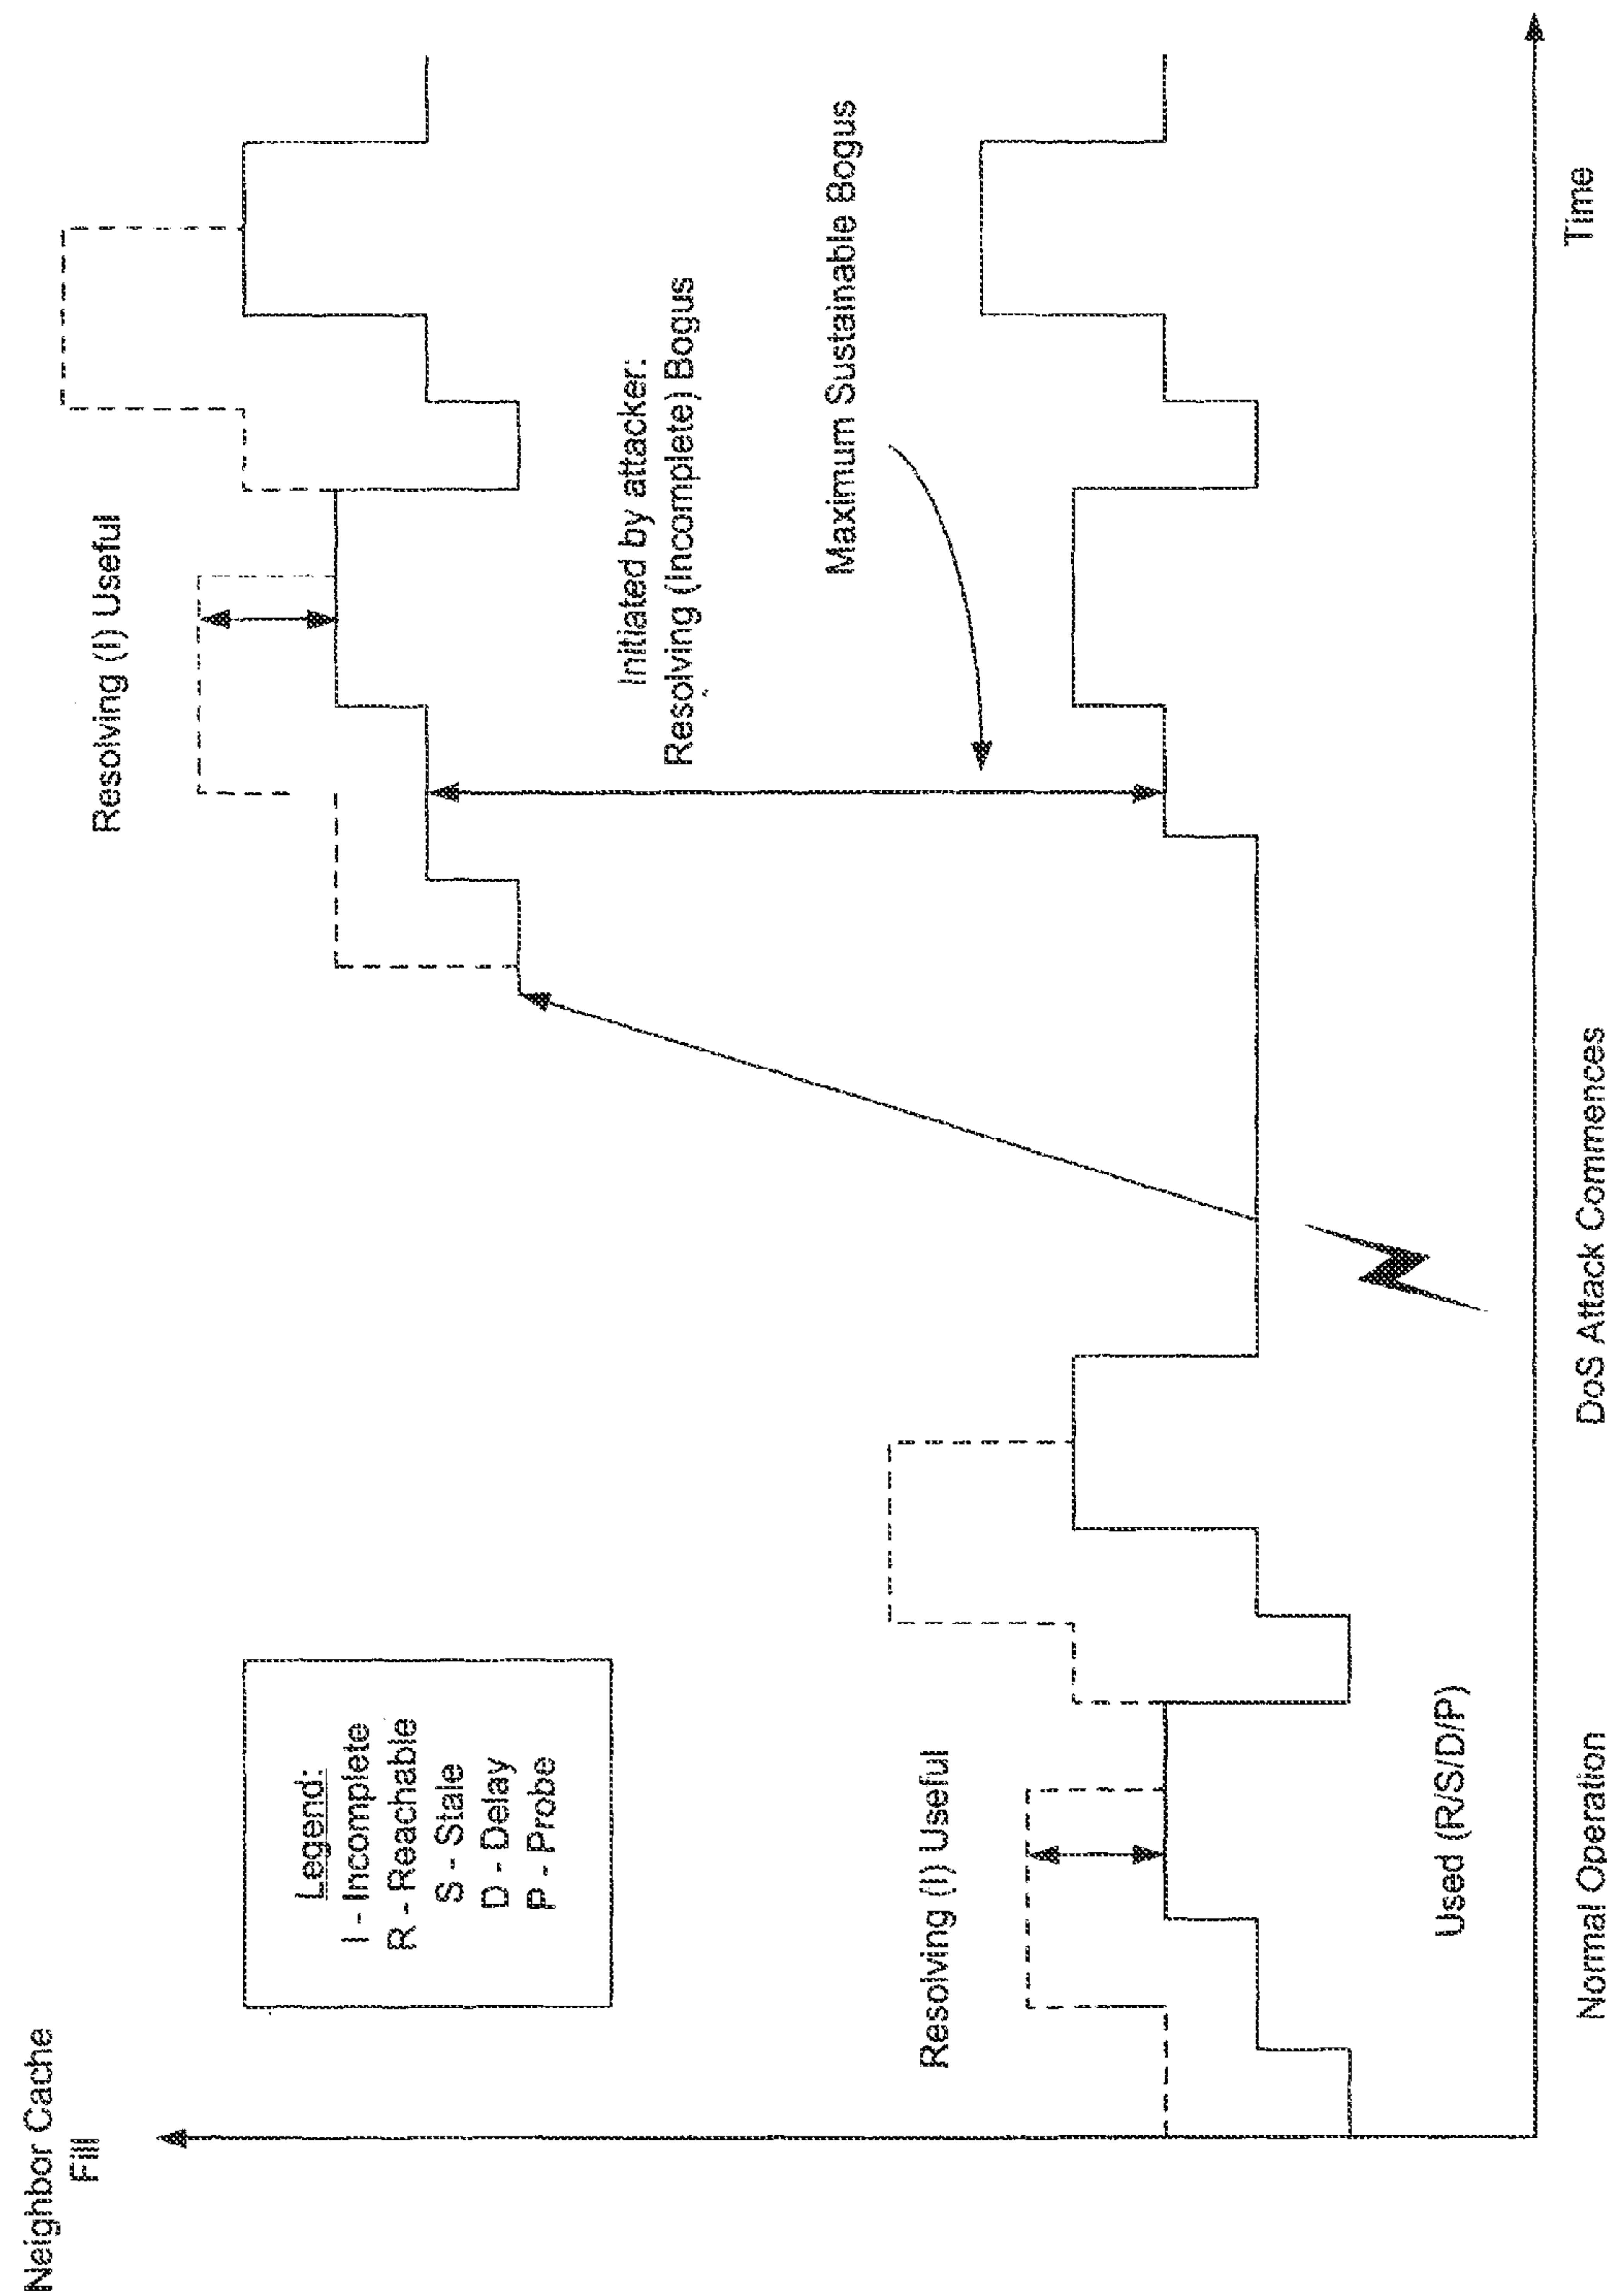 Neighbor Cache
Fill
Legend:
I - Incomplete
R - Reachable
S - Stale
D - Delay
P - Probe
Resolving (I) Useful
Resolving (I) Useful
Initiated by attacker:
Resolving (Incomplete) Bogus
Maximum Sustainable Bogus
Used (R/S/D/P)
Normal Operation
DoS Attack Commences
Time